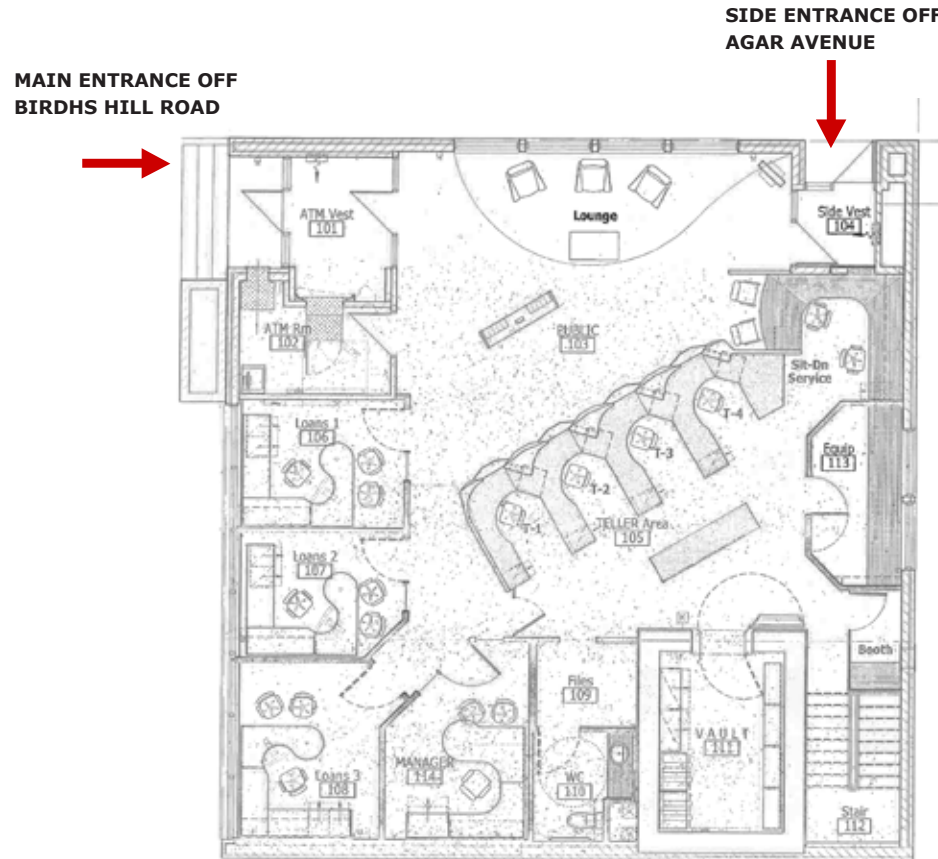 SIDE ENTRANCE OFF
AGAR AVENUE
MAIN ENTRANCE OFF
BIRDHS HILL ROAD
ATM Vest
101
Lounge
Side Vest
104
ATM Rm
102
PUBLIC
103
Sit-Dn
Service
T-4
Loans 1
106
T-3
Equip
113
T-2
T-1
TELLER Area
105
Loans 2
107
Booth
Files
109
VAULT
111
MANAGER
114
Loans 3
108
WC
110
Stair
112